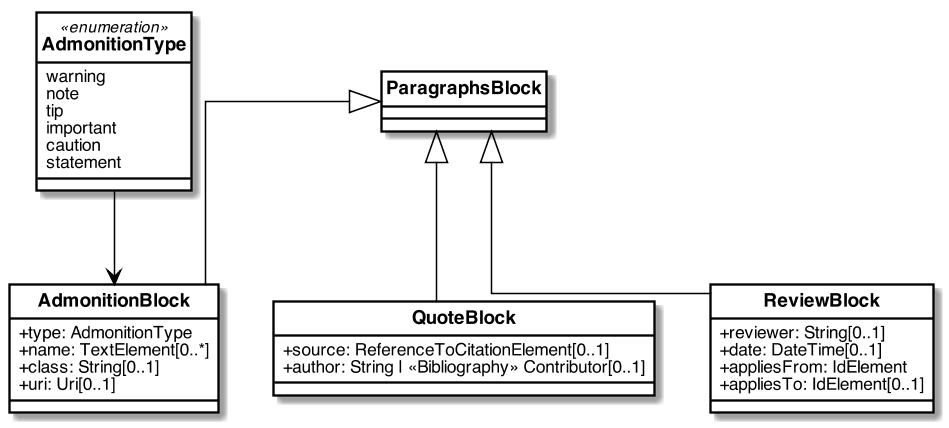 «enumeration»
AdmonitionType
warning
note
tip
important
caution
statement
ParagraphsBlock
AdmonitionBlock
+type: AdmonitionType
+name: TextElement[0..*]
+class: String[0..1]
+uri: Uri[0..1]
QuoteBlock
+source: ReferenceToCitationElement[0..1]
+author: String | «Bibliography» Contributor[0..1]
ReviewBlock
+reviewer: String[0..1]
+date: DateTime[0..1]
+appliesFrom: IdElement
+appliesTo: IdElement[0..1]